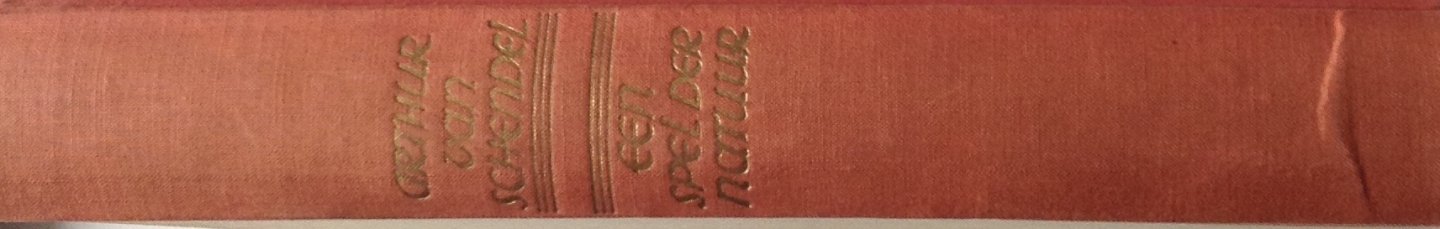 ARTHUR
van
SCHENDEL
EEN
SPEL DER
NATUUR